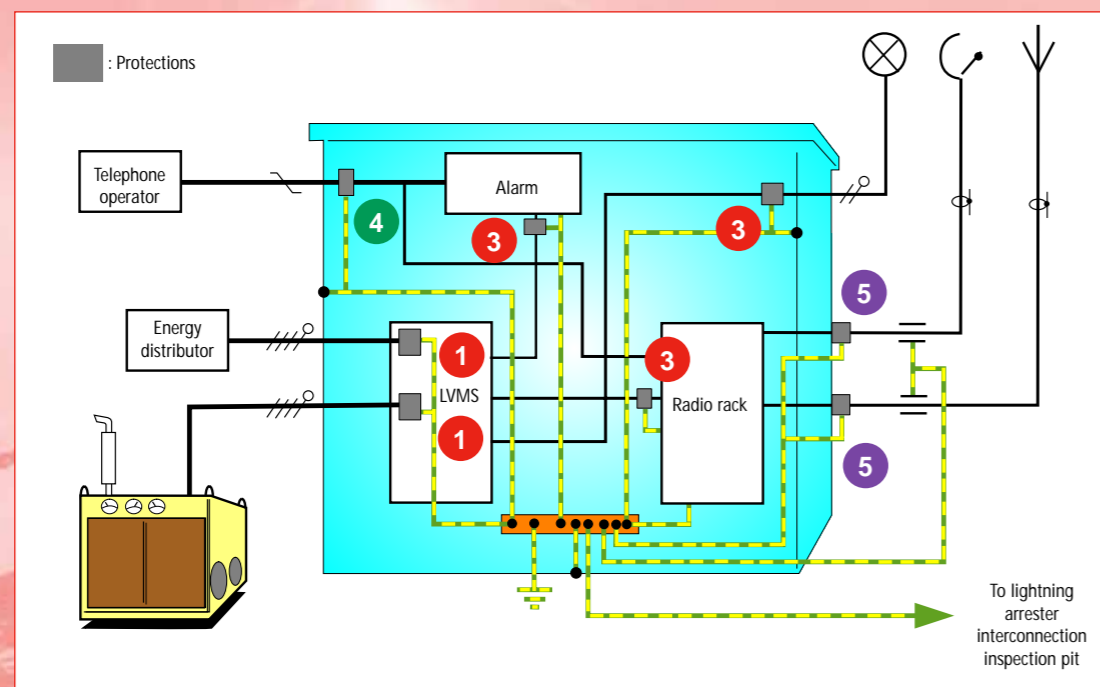 : Protections
Telephone
operator
Alarm
4
3
3
5
Energy
distributor
1
LVMS
1
3
Radio rack
5
To lightning
arrester
interconnection
inspection pit